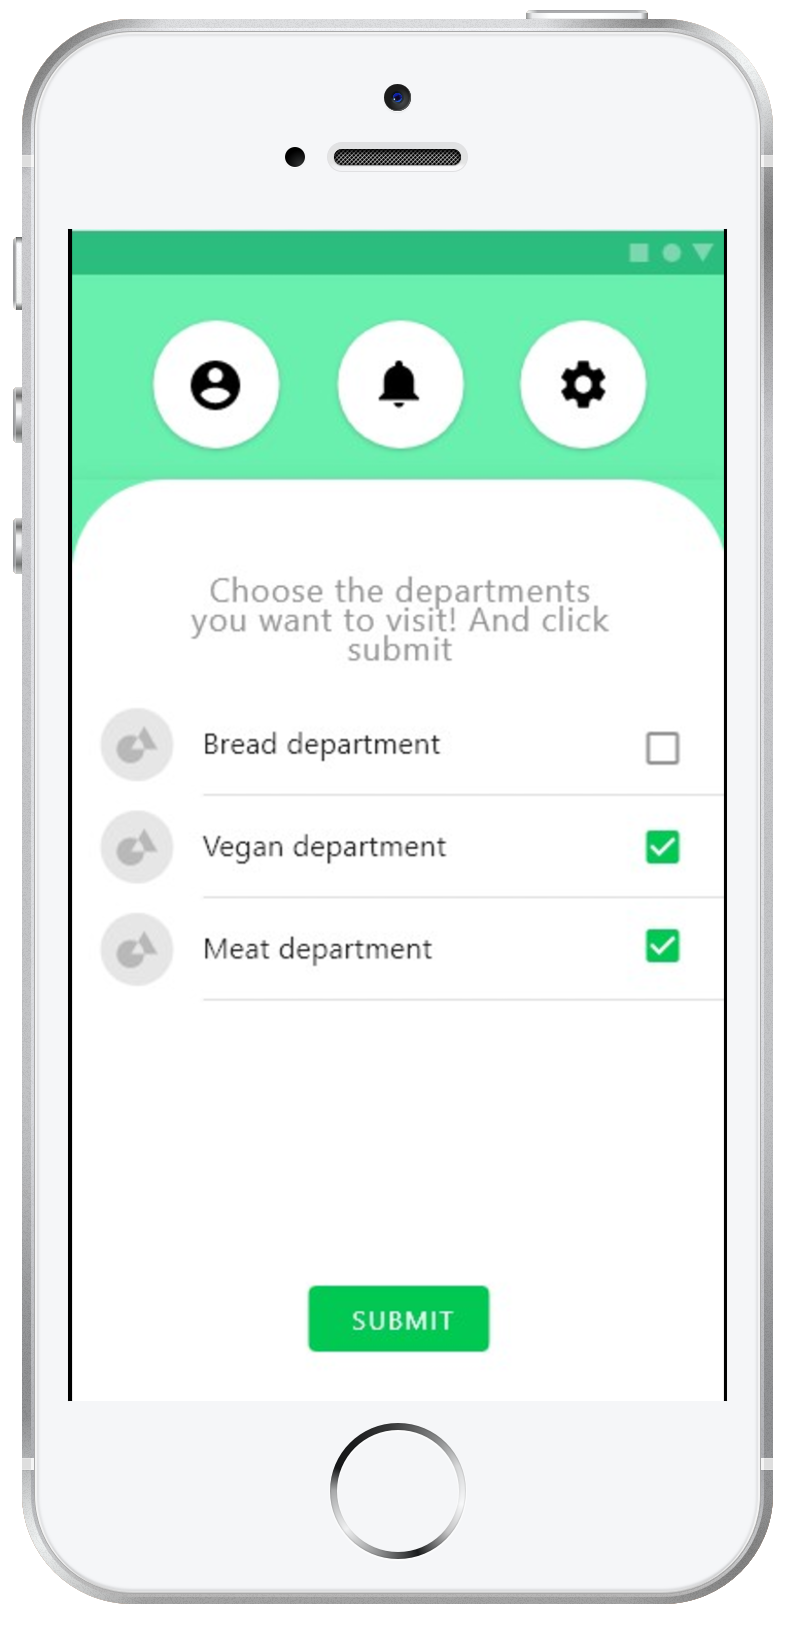 Choose the departments
you want to visit! And click
submit
Bread department
Vegan department
Meat department
SUBMIT